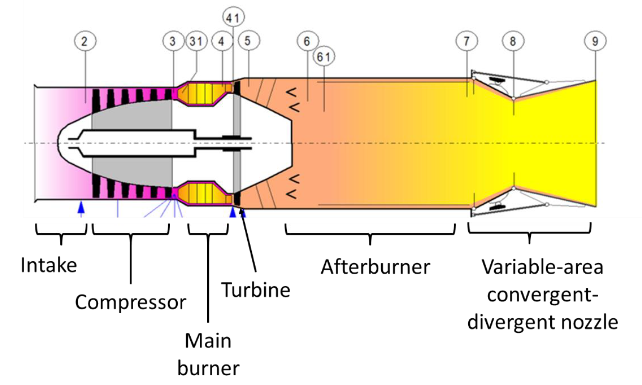 41
2
3
31
4
5
6
61
7
8
9
Intake
Compressor
Main
burner
Turbine
Afterburner
Variable-area
convergent-
divergent nozzle